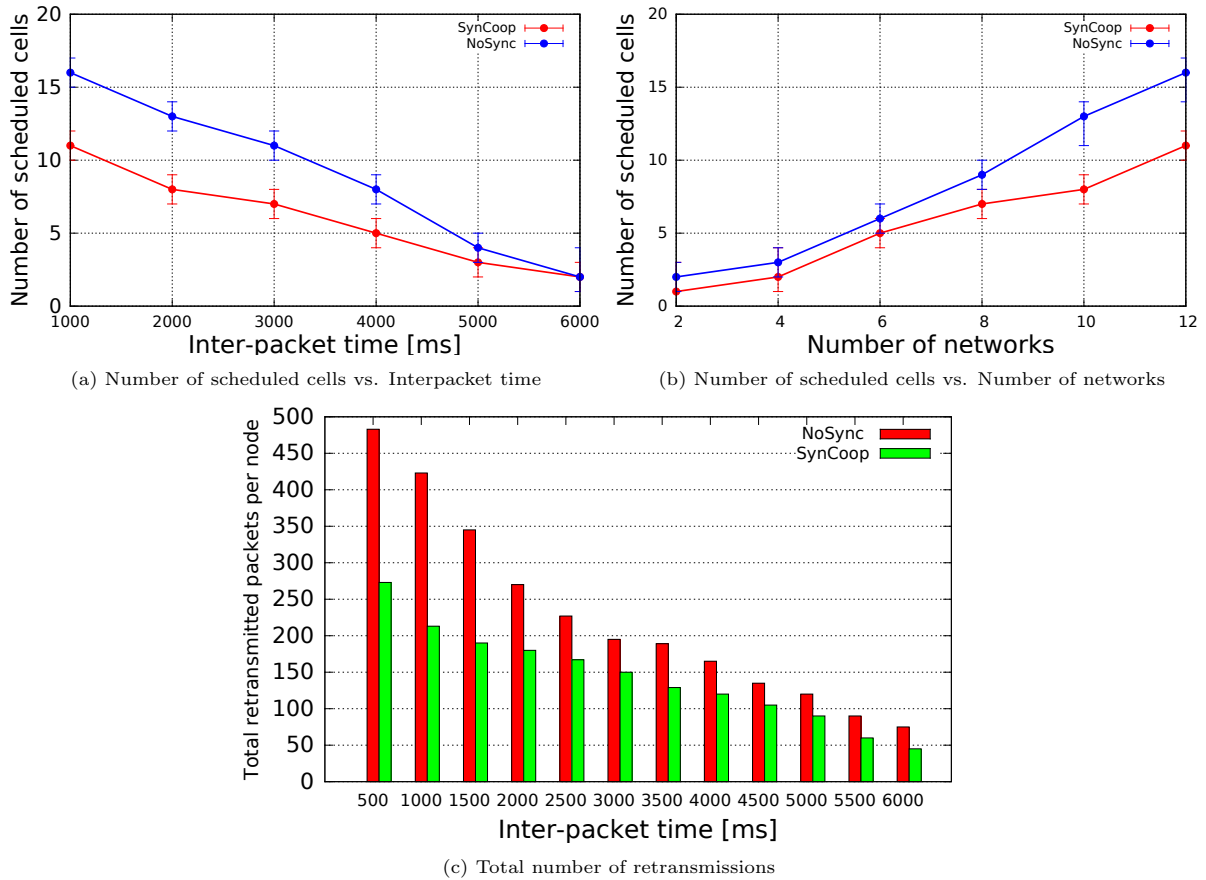 20
15
10
5
0
Number of scheduled cells
SynCoop
NoSync
1000 2000 3000 4000 5000 6000
Inter-packet time [ms]
(a) Number of scheduled cells vs. Interpacket time
20
15
10
5
0
Number of scheduled cells
SynCoop
NoSync
2 4 6 8 10 12
Number of networks
(b) Number of scheduled cells vs. Number of networks
500
450
400
350
300
250
200
150
100
50
0
Total retransmitted packets per node
NoSync
SynCoop
500 1000 1500 2000 2500 3000 3500 4000 4500 5000 5500 6000
Inter-packet time [ms]
(c) Total number of retransmissions